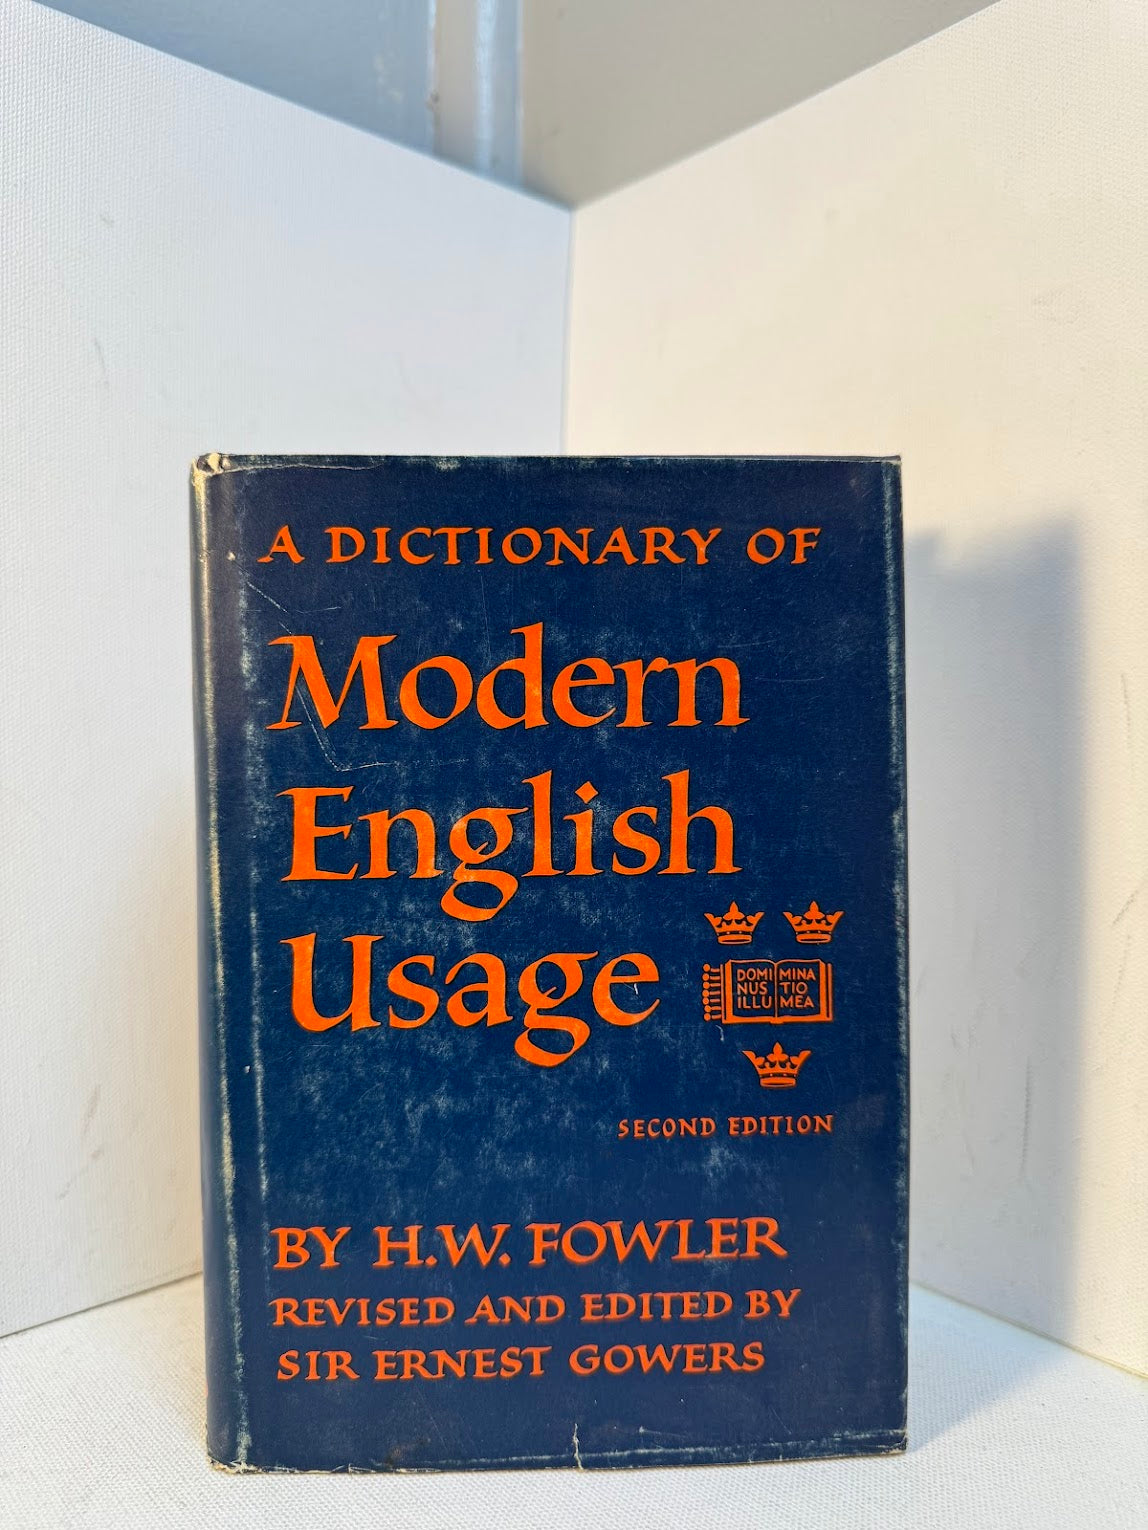 A DICTIONARY OF
Modern
English
Usage
DOMI MINA
NUS TIO
ILLU MEA
SECOND EDITION
BY H.W. FOWLER
REVISED AND EDITED BY
SIR ERNEST GOWERS